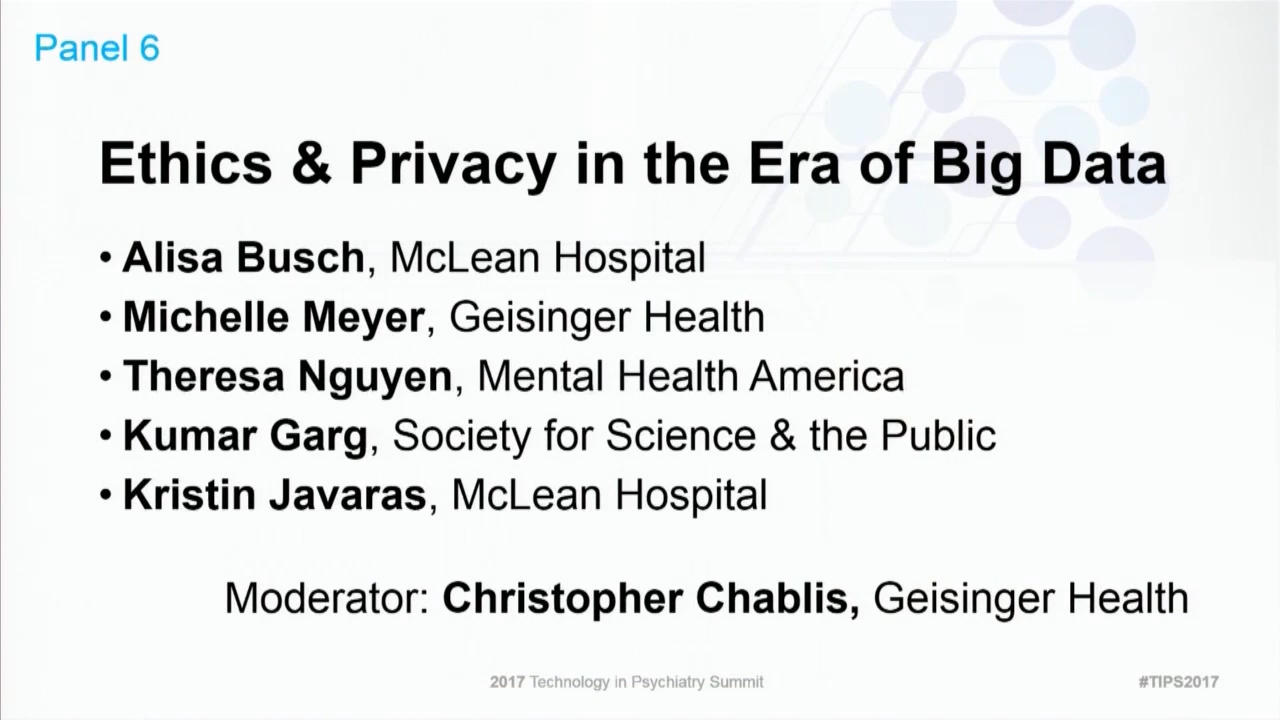 Panel 6
Ethics & Privacy in the Era of Big Data
• Alisa Busch, McLean Hospital
• Michelle Meyer, Geisinger Health
• Theresa Nguyen, Mental Health America
• Kumar Garg, Society for Science & the Public
• Kristin Javaras, McLean Hospital
Moderator: Christopher Chablis, Geisinger Health
2017 Technology in Psychiatry Summit
#TIPS2017